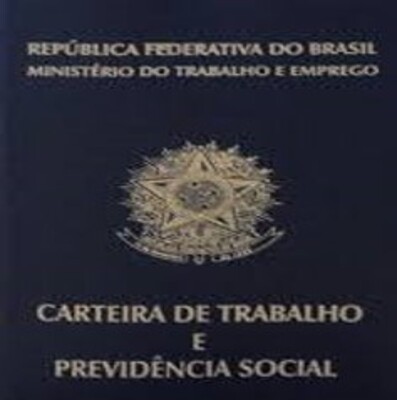 REPÚBLICA FEDERATIVA DO BRASIL
MINISTÉRIO DO TRABALHO E EMPREGO
CARTEIRA DE TRABALHO
E
PREVIDÊNCIA SOCIAL